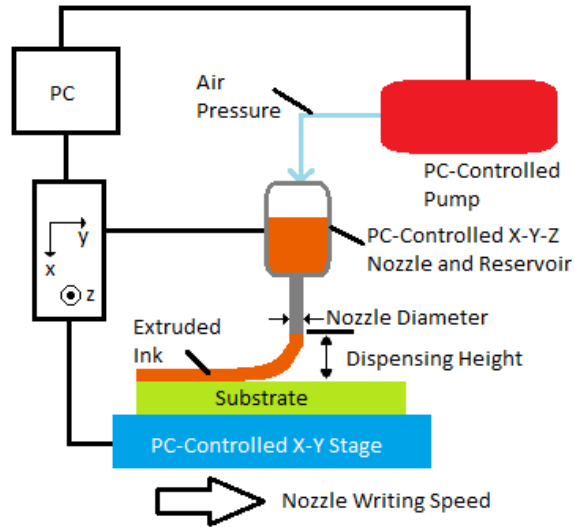 PC
Air
Pressure
PC-Controlled
Pump
y
x
z
PC-Controlled X-Y-Z
Nozzle and Reservoir
Extruded
Ink
Nozzle Diameter
Dispensing Height
Substrate
PC-Controlled X-Y Stage
Nozzle Writing Speed